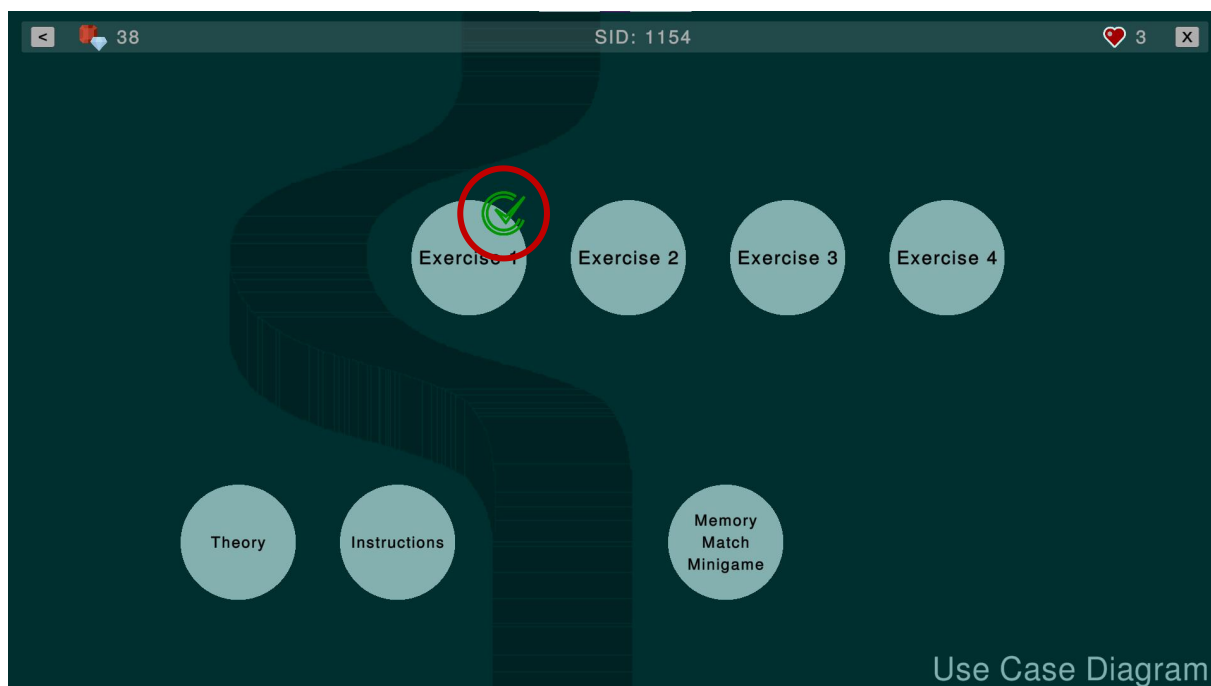 <
38
SID: 1154
3
X
Exercise 1
Exercise 2
Exercise 3
Exercise 4
Theory
Instructions
Memory
Match
Minigame
Use Case Diagram